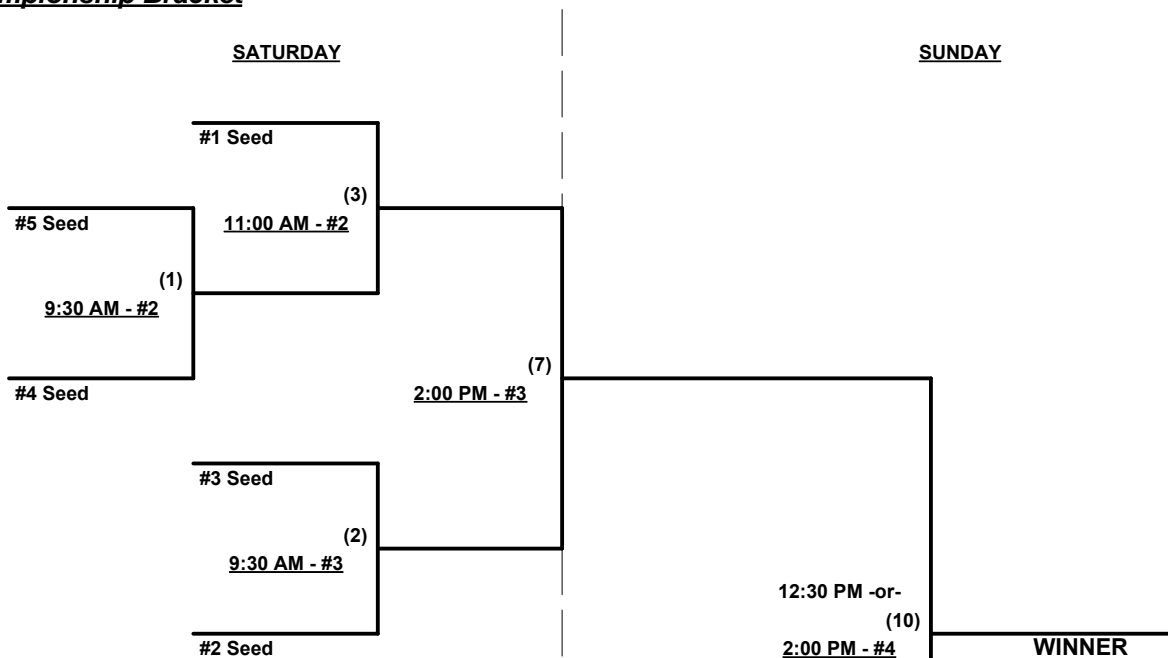 Bracket
SATURDAY
SUNDAY
#1 Seed
(3)
11:00 AM - #2
#5 Seed
(1)
9:30 AM - #2
#4 Seed
(7)
2:00 PM - #3
#3 Seed
(2)
9:30 AM - #3
#2 Seed
12:30 PM -or-
(10)
2:00 PM - #4
WINNER